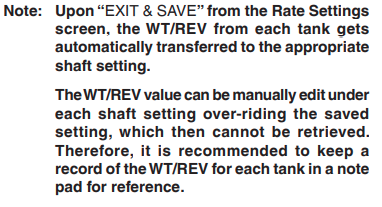 Note: Upon “EXIT & SAVE” from the Rate Settings
screen, the WT/REV from each tank gets
automatically transferred to the appropriate
shaft setting.
The WT/REV value can be manually edit under
each shaft setting over-riding the saved
setting, which then cannot be retrieved.
Therefore, it is recommended to keep a
record of the WT/REV for each tank in a note
pad for reference.